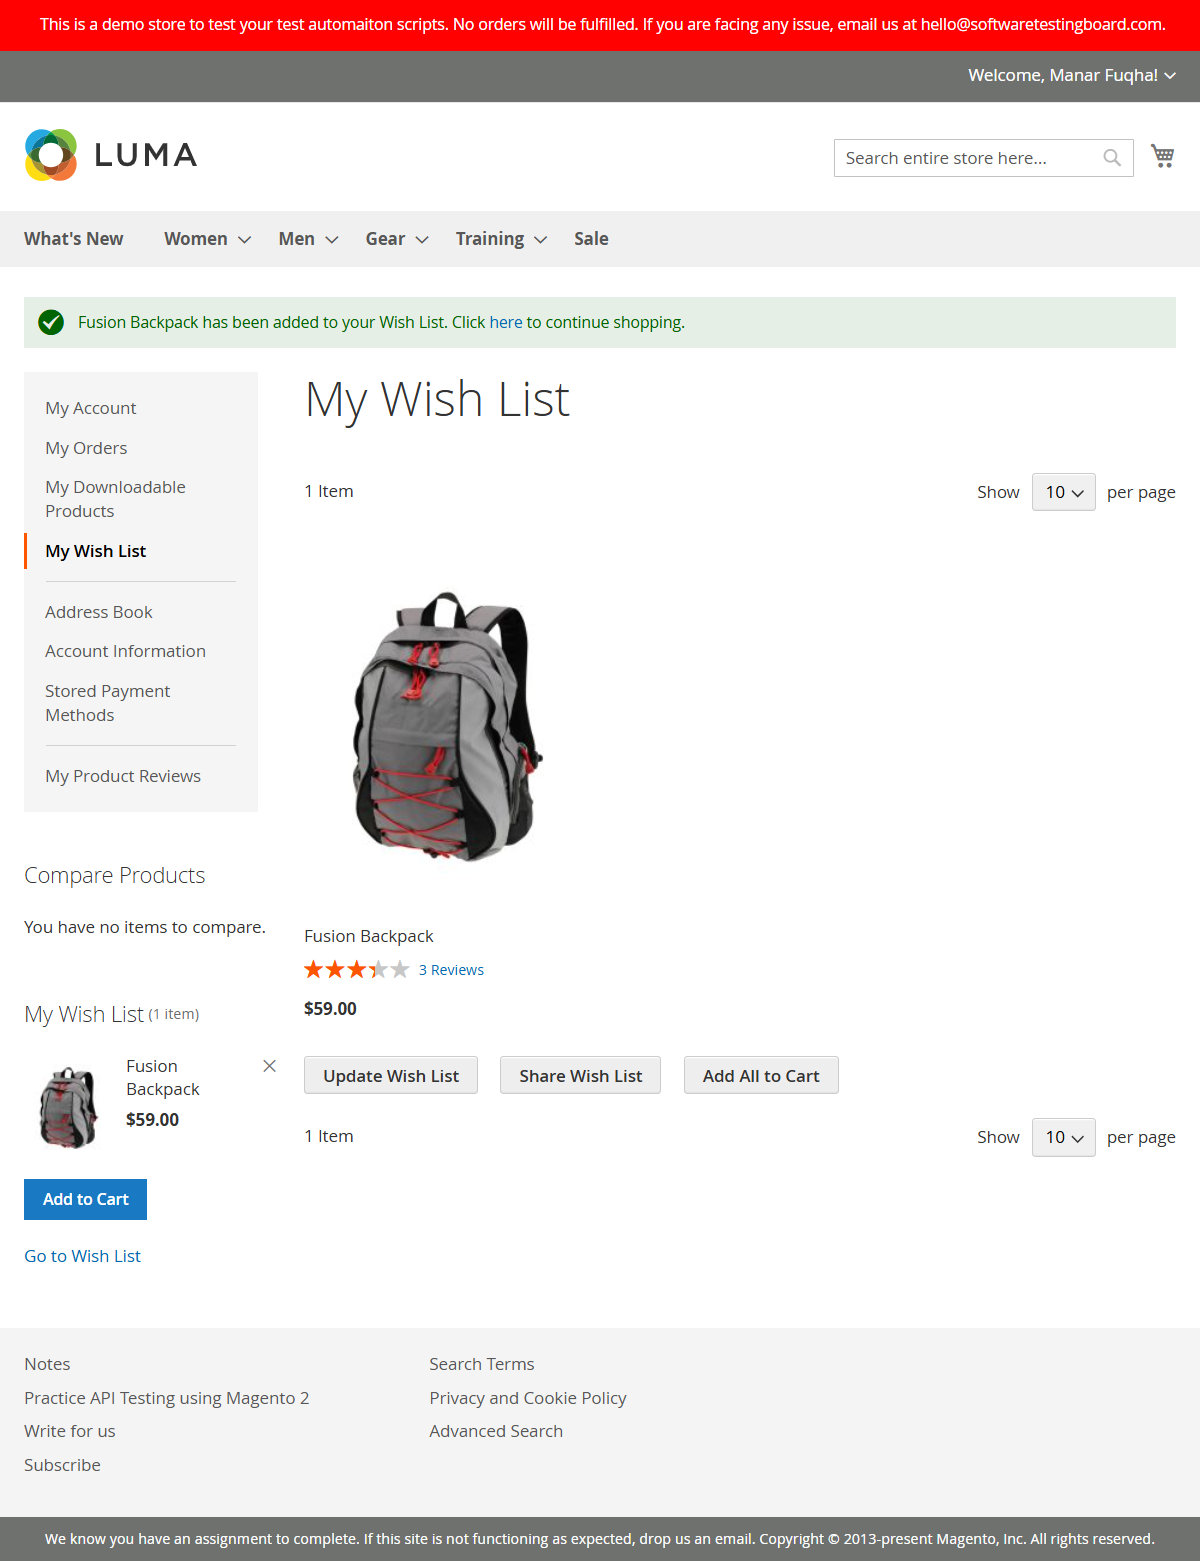 This is a demo store to test your test automaiton scripts. No orders will be fulfilled. If you are facing any issue, email us at hello@softwaretestingboard.com.
Welcome, Manar Fuqha!
LUMA
Search entire store here...
What's New Women Men Gear Training Sale
Fusion Backpack has been added to your Wish List. Click here to continue shopping.
My Account
My Orders
My Downloadable
Products
My Wish List
Address Book
Account Information
Stored Payment
Methods
My Product Reviews
Compare Products
You have no items to compare.
My Wish List (1 item)
Fusion
Backpack
$59.00
Add to Cart
Go to Wish List
My Wish List
1 Item
Show 10 per page
Fusion Backpack
3 Reviews
$59.00
Update Wish List Share Wish List Add All to Cart
1 Item
Show 10 per page
Notes
Practice API Testing using Magento 2
Write for us
Subscribe
Search Terms
Privacy and Cookie Policy
Advanced Search
We know you have an assignment to complete. If this site is not functioning as expected, drop us an email. Copyright © 2013-present Magento, Inc. All rights reserved.